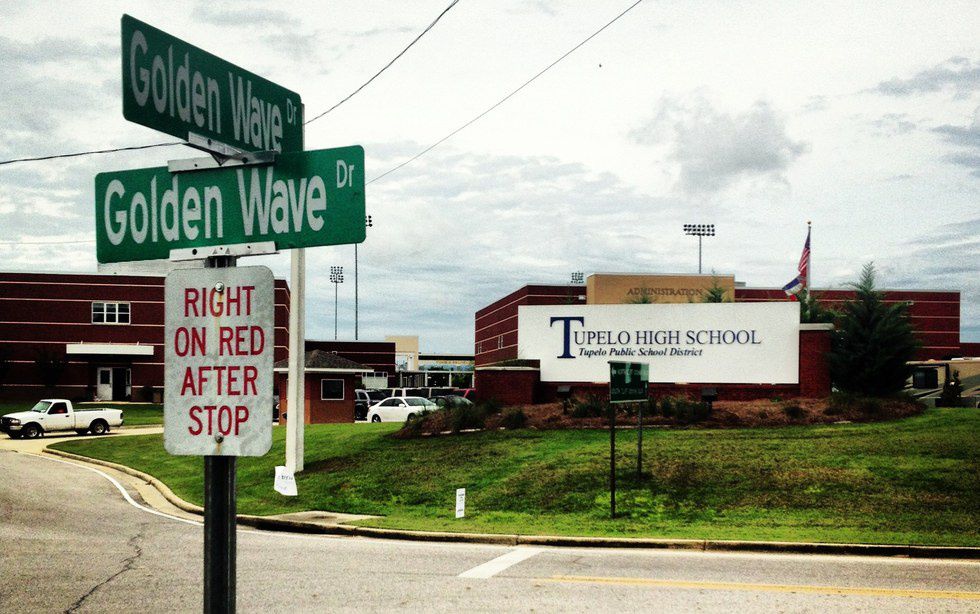 Golden Wave Dr
Golden Wave Dr
RIGHT
ON RED
AFTER
STOP
ADMINISTRATION
TUPELO HIGH SCHOOL
Tupelo Public School District